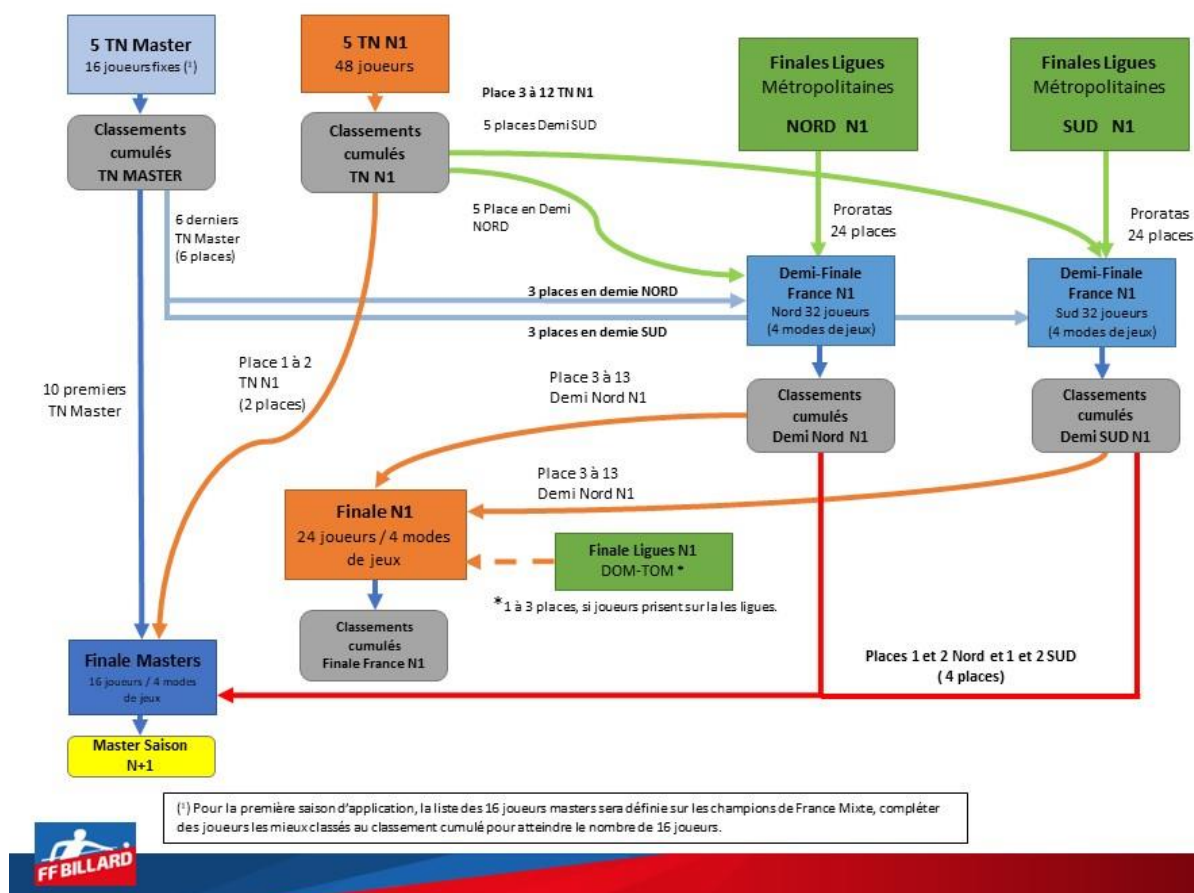 5 TN Master
16 joueurs fixes (¹)
5 TN N1
48 joueurs
Finales Ligues
Métropolitaines
NORD N1
Finales Ligues
Métropolitaines
SUD N1
Place 3 à 12 TN N1
5 places Demi SUD
Classements
cumulés
TN MASTER
Classements
cumulés
TN N1
6 derniers
TN Master
(6 places)
5 Place en Demi
NORD
Proratas
24 places
Proratas
24 places
3 places en demie NORD
3 places en demie SUD
Demi-Finale
France N1
Nord 32 joueurs
(4 modes de jeu)
Demi-Finale
France N1
Sud 32 joueurs
(4 modes de jeu)
10 premiers
TN Master
Place 1 à 2
TN N1
(2 places)
Place 3 à 13
Demi Nord N1
Classements
cumulés
Demi Nord N1
Classements
cumulés
Demi SUD N1
Place 3 à 13
Demi Nord N1
Finale N1
24 joueurs / 4 modes
de jeux
Finale Ligues N1
DOM-TOM *
*1 à 3 places, si joueurs prisent sur la les ligues.
Classements
cumulés
Finale France N1
Finale Masters
16 joueurs / 4 modes
de jeux
Places 1 et 2 Nord et 1 et 2 SUD
( 4 places)
Master Saison
N+1
(¹) Pour la première saison d’application, la liste des 16 joueurs masters sera définie sur les champions de France Mixte, compléter
des joueurs les mieux classés au classement cumulé pour atteindre le nombre de 16 joueurs.
FFBILLARD